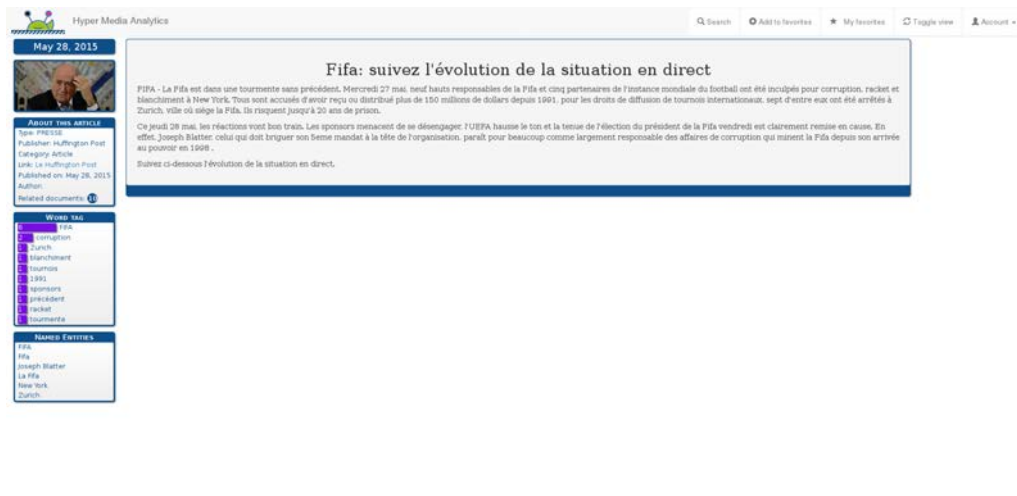 Hyper Media Analytics
Search
Add to favorites
My favorites
Toggle view
Account
May 28, 2015
ABOUT THIS ARTICLE
Type: PRESSE
Publisher: Huffington Post
Category: Article
Link: Le Huffington Post
Published on: May 28, 2015
Author:
Related documents: 10
WORD TAG
6 FIFA
2 corruption
1 Zurich
1 blanchiment
1 tournois
1 1991
1 sponsors
1 précédent
1 racket
1 tourmente
NAMED ENTITIES
FIFA
Fifa
Joseph Blatter
La Fifa
New York
Zurich
Fifa: suivez l'évolution de la situation en direct
FIFA - La Fifa est dans une tourmente sans précédent. Mercredi 27 mai, neuf hauts responsables de la Fifa et cinq partenaires de l'instance mondiale du football ont été inculpés pour corruption, racket et
blanchiment à New York. Tous sont accusés d'avoir reçu ou distribué plus de 150 millions de dollars depuis 1991, pour les droits de diffusion de tournois internationaux. sept d'entre eux ont été arrêtés à
Zurich, ville où siège la Fifa. Ils risquent jusqu'à 20 ans de prison.
Ce jeudi 28 mai, les réactions vont bon train. Les sponsors menacent de se désengager, l'UEFA hausse le ton et la tenue de l'élection du président de la Fifa vendredi est clairement remise en cause. En
effet, Joseph Blatter, celui qui doit briguer son 5eme mandat à la tête de l'organisation, paraît pour beaucoup comme largement responsable des affaires de corruption qui minent la Fifa depuis son arrivée
au pouvoir en 1998 .
Suivez ci-dessous l'évolution de la situation en direct.